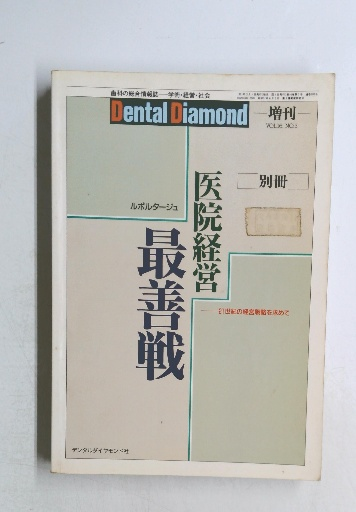 歯科の総合情報誌——学術・経営・社会
Dental Diamond
増刊
別冊
ルポルタージュ
医院経営
最善戦
21世紀の経営戦略を求めて
デンタルダイヤモンド社